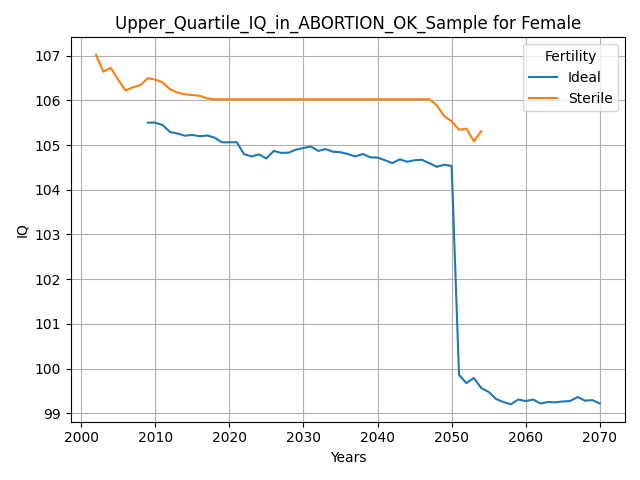 Upper_Quartile_IQ_in_ABORTION_OK_Sample for Female
Fertility
Ideal
Sterile
IQ
107
106
105
104
103
102
101
100
99
2000 2010 2020 2030 2040 2050 2060 2070
Years